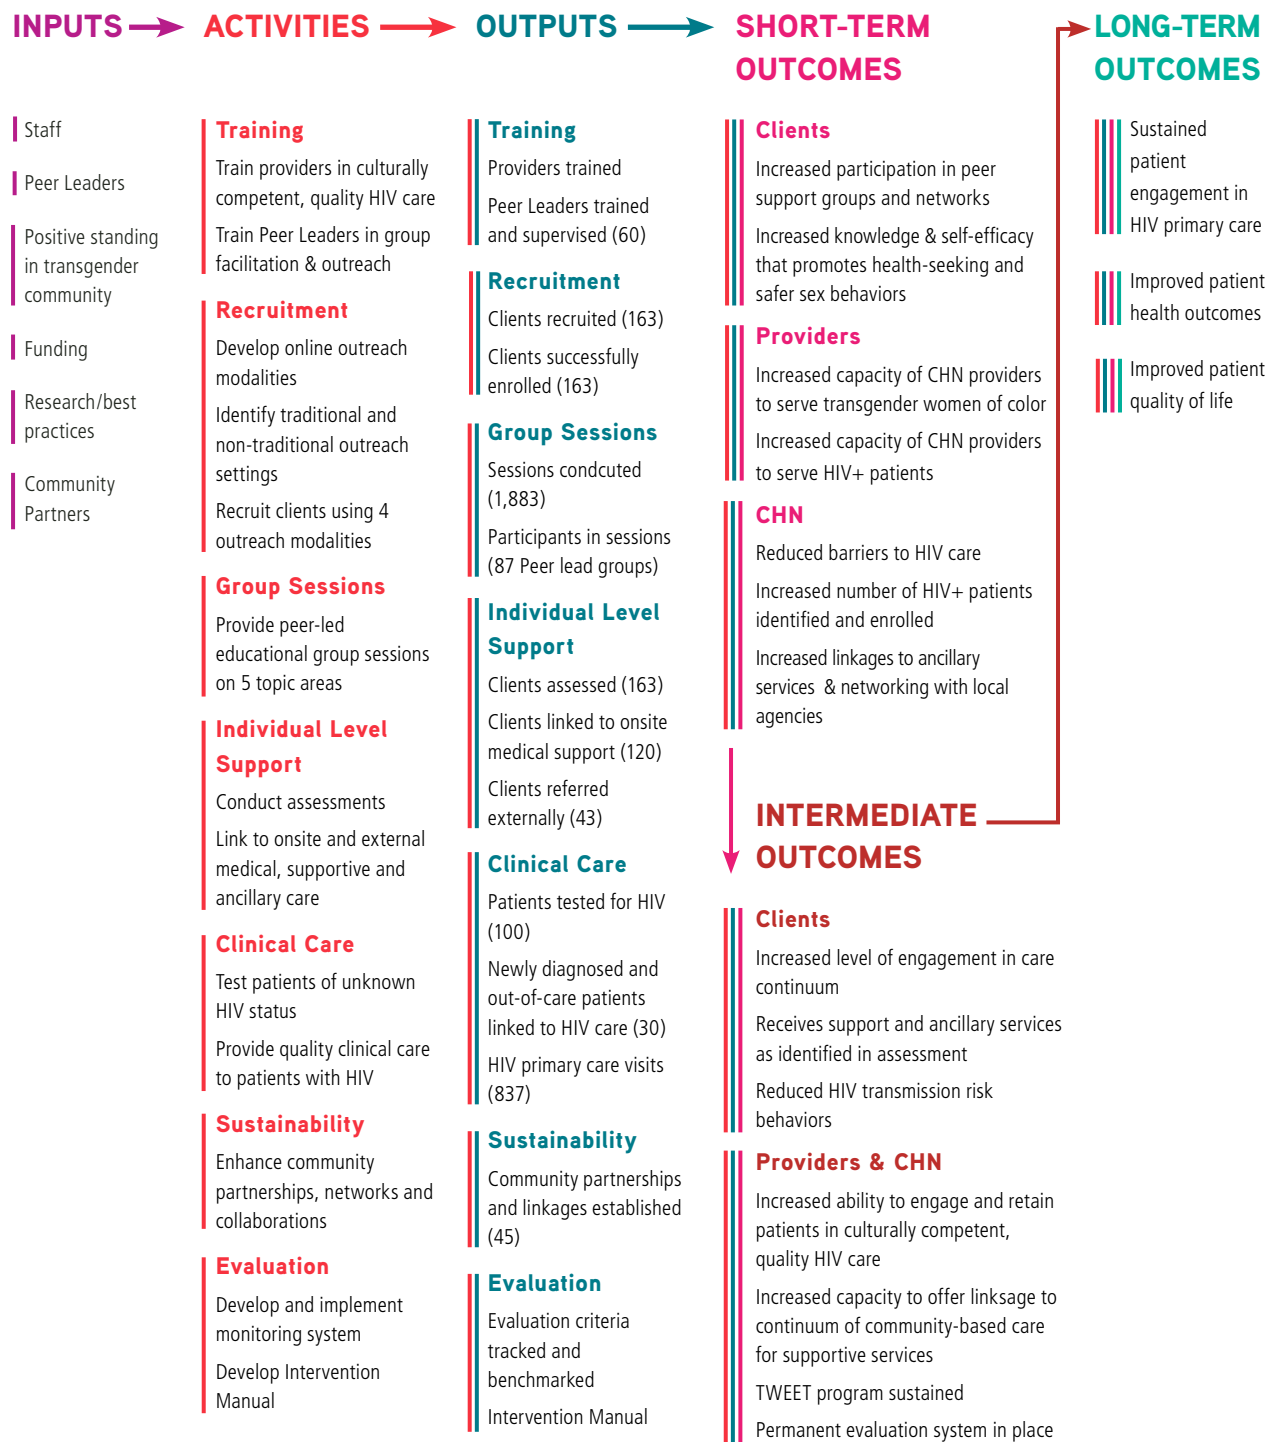 INPUTS
Staff
Peer Leaders
Positive standing
in transgender
community
Funding
Research/best
practices
Community
Partners
ACTIVITIES
Training
Train providers in culturally
competent, quality HIV care
Train Peer Leaders in group
facilitation & outreach
Recruitment
Develop online outreach
modalities
Identify traditional and
non-traditional outreach
settings
Recruit clients using 4
outreach modalities
Group Sessions
Provide peer-led
educational group sessions
on 5 topic areas
Individual Level
Support
Conduct assessments
Link to onsite and external
medical, supportive and
ancillary care
Clinical Care
Test patients of unknown
HIV status
Provide quality clinical care
to patients with HIV
Sustainability
Enhance community
partnerships, networks and
collaborations
Evaluation
Develop and implement
monitoring system
Develop Intervention
Manual
OUTPUTS
Training
Providers trained
Peer Leaders trained
and supervised (60)
Recruitment
Clients recruited (163)
Clients successfully
enrolled (163)
Group Sessions
Sessions condcuted
(1,883)
Participants in sessions
(87 Peer lead groups)
Individual Level
Support
Clients assessed (163)
Clients linked to onsite
medical support (120)
Clients referred
externally (43)
Clinical Care
Patients tested for HIV
(100)
Newly diagnosed and
out-of-care patients
linked to HIV care (30)
HIV primary care visits
(837)
Sustainability
Community partnerships
and linkages established
(45)
Evaluation
Evaluation criteria
tracked and
benchmarked
Intervention Manual
SHORT-TERM
OUTCOMES
Clients
Increased participation in peer
support groups and networks
Increased knowledge & self-efficacy
that promotes health-seeking and
safer sex behaviors
Providers
Increased capacity of CHN providers
to serve transgender women of color
Increased capacity of CHN providers
to serve HIV+ patients
CHN
Reduced barriers to HIV care
Increased number of HIV+ patients
identified and enrolled
Increased linkages to ancillary
services & networking with local
agencies
INTERMEDIATE
OUTCOMES
Clients
Increased level of engagement in care
continuum
Receives support and ancillary services
as identified in assessment
Reduced HIV transmission risk
behaviors
Providers & CHN
Increased ability to engage and retain
patients in culturally competent,
quality HIV care
Increased capacity to offer linksage to
continuum of community-based care
for supportive services
TWEET program sustained
Permanent evaluation system in place
LONG-TERM
OUTCOMES
Sustained
patient
engagement in
HIV primary care
Improved patient
health outcomes
Improved patient
quality of life